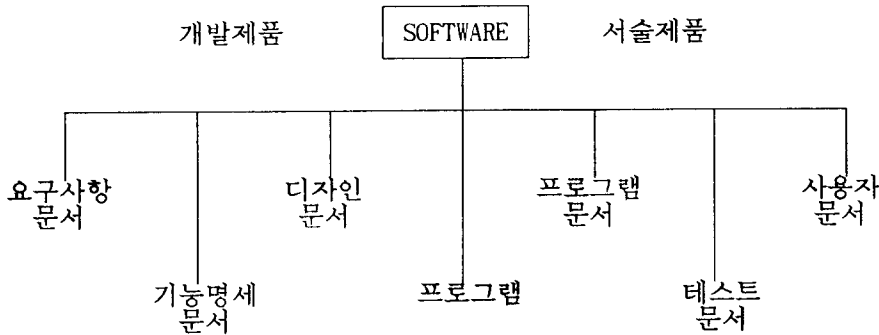 개발제품 SOFTWARE 서술제품
요구사항 디자인 프로그램 사용자
문서 문서 문서 문서
기능명세 프로그램 테스트
문서 문서